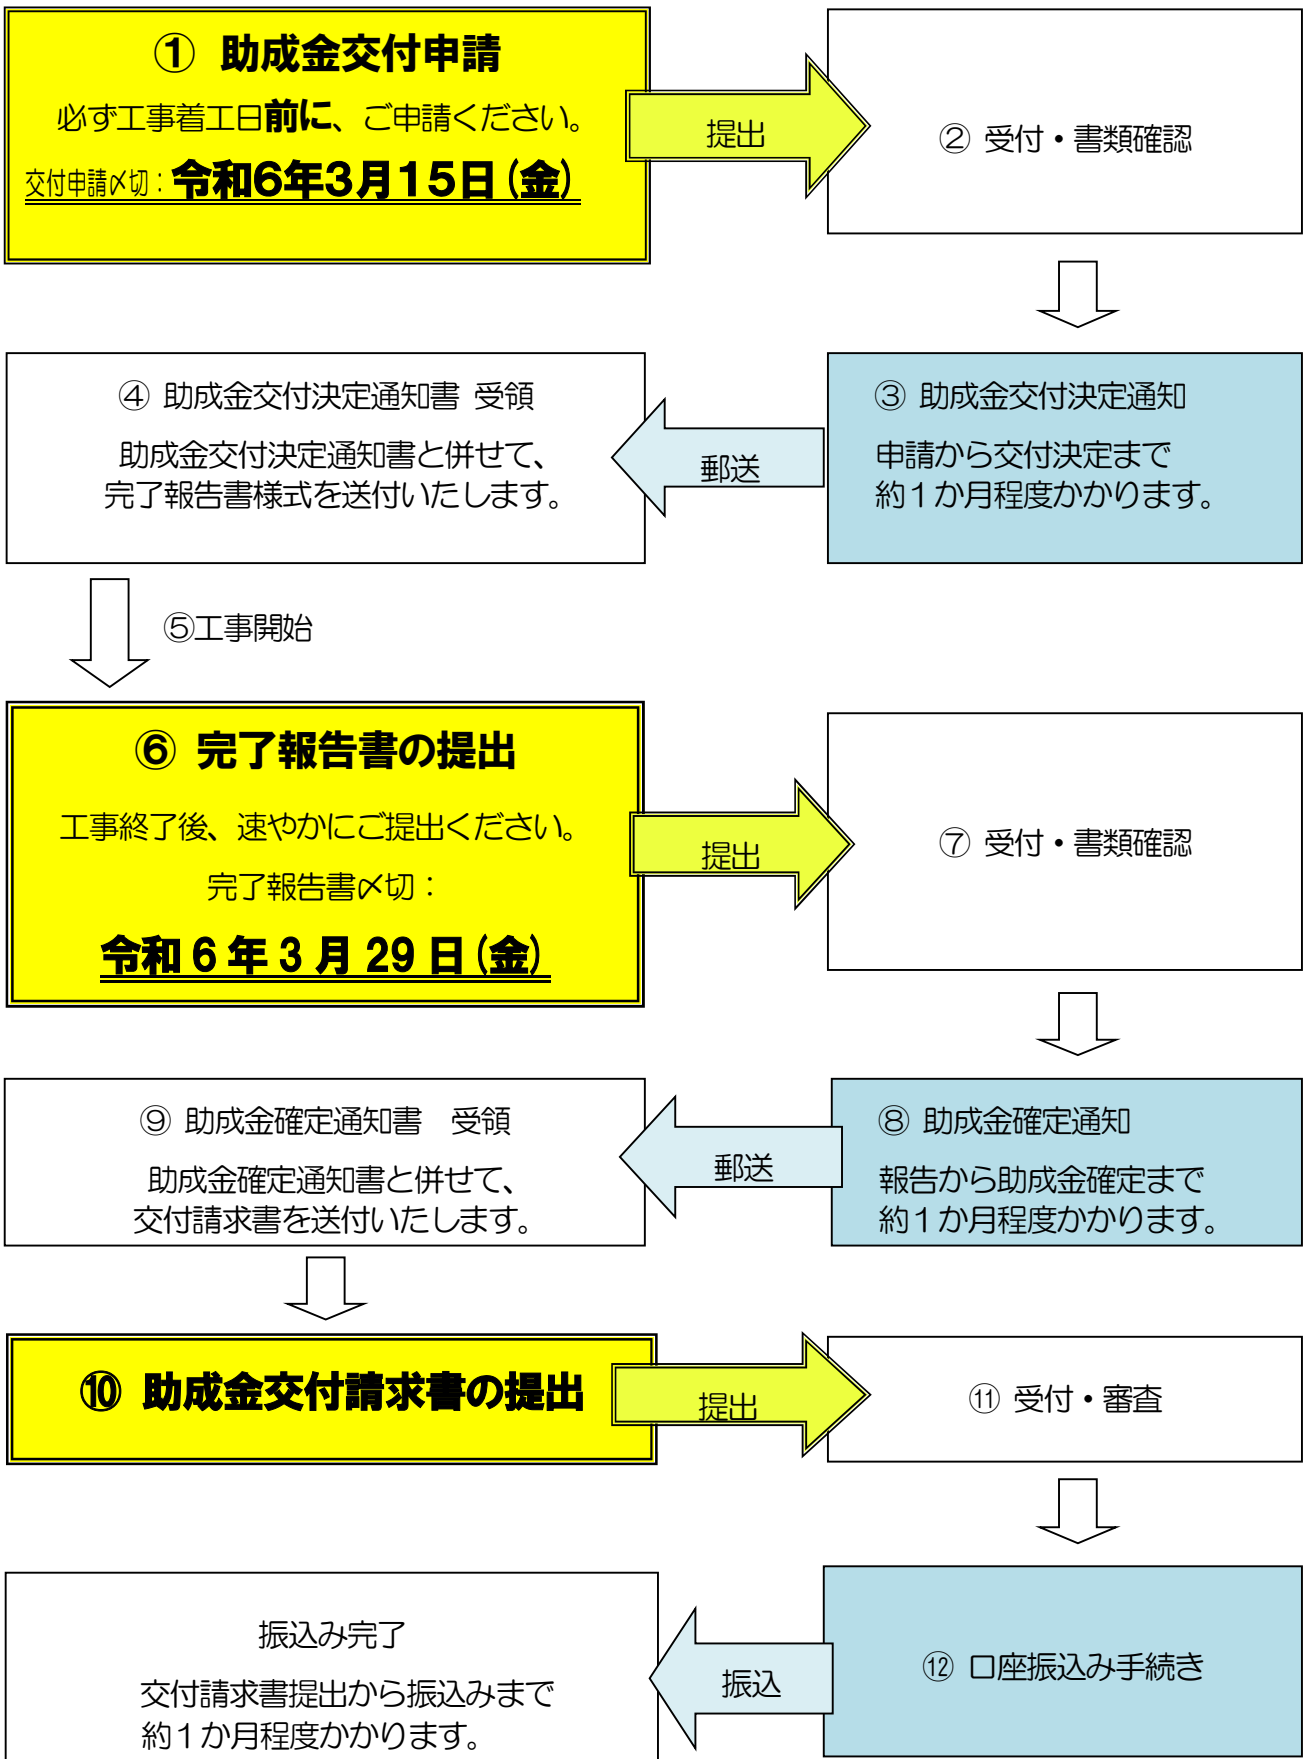 ① 助成金交付申請
必ず工事着工日前に、ご申請ください。
交付申請〆切：令和6年3月15日(金)
提出
② 受付・書類確認
③ 助成金交付決定通知
申請から交付決定まで
約１か月程度かかります。
郵送
④ 助成金交付決定通知書 受領
助成金交付決定通知書と併せて、
完了報告書様式を送付いたします。
⑤工事開始
⑥ 完了報告書の提出
工事終了後、速やかにご提出ください。
完了報告書〆切：
令和 6 年 3 月 29 日(金)
提出
⑦ 受付・書類確認
⑧ 助成金確定通知
報告から助成金確定まで
約１か月程度かかります。
郵送
⑨ 助成金確定通知書　受領
助成金確定通知書と併せて、
交付請求書を送付いたします。
⑩ 助成金交付請求書の提出
提出
⑪ 受付・審査
⑫ 口座振込み手続き
振込
振込み完了
交付請求書提出から振込みまで
約１か月程度かかります。